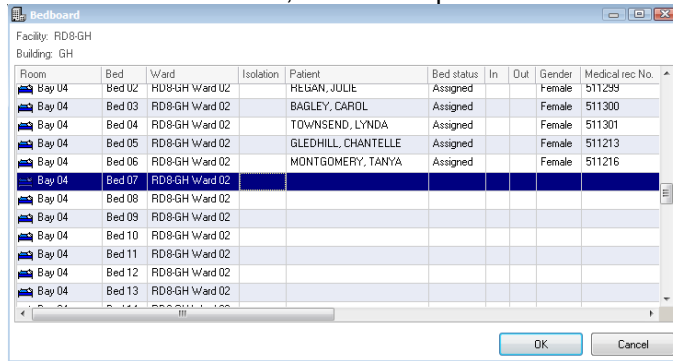 Bedboard
Facility: RD8-GH
Building: GH
Room Bed Ward Isolation Patient Bed status In Out Gender Medical rec No.
Bay 04 Bed 02 RD8-GH Ward 02 REGAN, JULIE Assigned Female 511299
Bay 04 Bed 03 RD8-GH Ward 02 BAGLEY, CAROL Assigned Female 511300
Bay 04 Bed 04 RD8-GH Ward 02 TOWNSEND, LYNDA Assigned Female 511301
Bay 04 Bed 05 RD8-GH Ward 02 GLEDHILL, CHANTELLE Assigned Female 511213
Bay 04 Bed 06 RD8-GH Ward 02 MONTGOMERY, TANYA Assigned Female 511216
Bay 04 Bed 07 RD8-GH Ward 02
Bay 04 Bed 08 RD8-GH Ward 02
Bay 04 Bed 09 RD8-GH Ward 02
Bay 04 Bed 10 RD8-GH Ward 02
Bay 04 Bed 11 RD8-GH Ward 02
Bay 04 Bed 12 RD8-GH Ward 02
Bay 04 Bed 13 RD8-GH Ward 02
OK Cancel